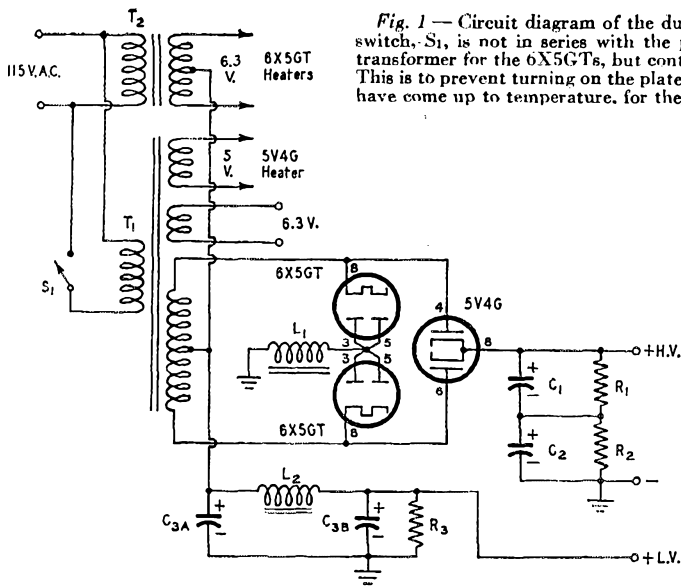 Fig. 1 — Circuit diagram of the du
switch, S1, is not in series with the p
transformer for the 6X5GTs, but cont
This is to prevent turning on the plate
have come up to temperature. for the
T2
115 V. A.C.
6.3
V.
6X5GT
Heaters
5
V.
5V4G
Heater
T1
6.3 V.
S1
6X5GT
8
5V4G
4
L1
3
5
8
+H.V.
3
5
6
C1
R1
+
−
6X5GT
8
C2
R2
+
−
−
L2
C3A
+
−
C3B
+
−
R3
+L.V.